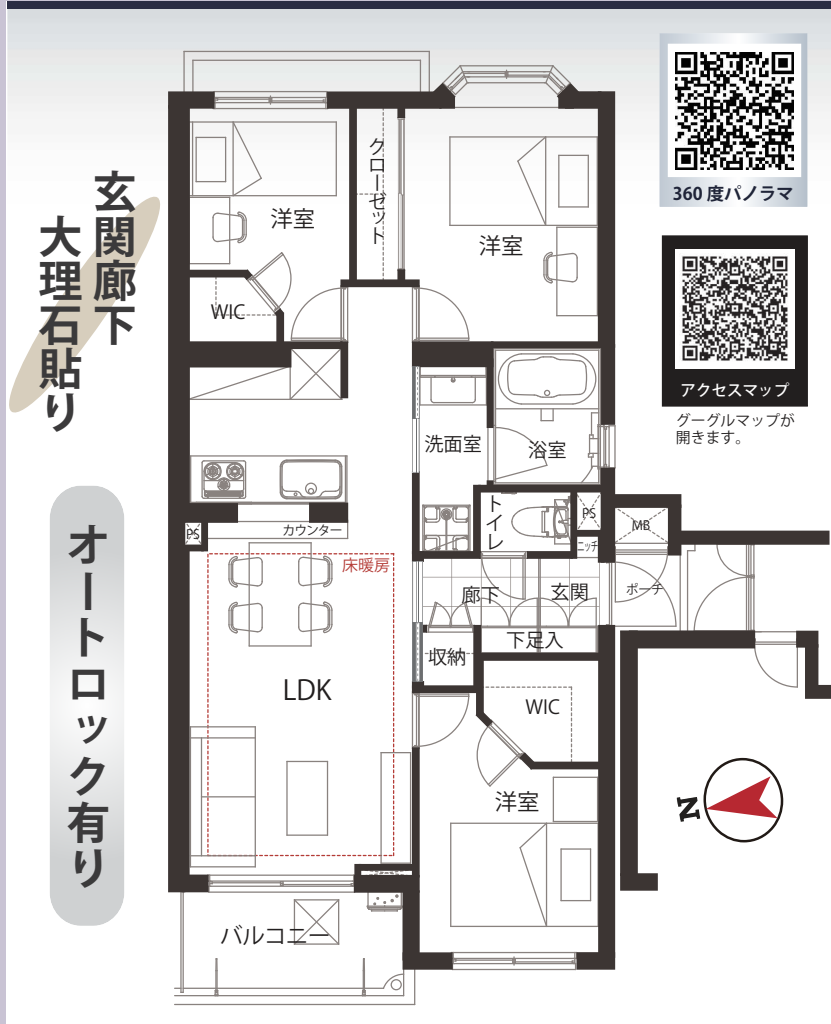 360 度パノラマ
アクセスマップ
グーグルマップが
開きます。
玄関廊下
大理石貼り
オートロック有り
洋室
クローゼット
洋室
WIC
洗面室
浴室
トイレ
PS
MB
ニッチ
PS
カウンター
床暖房
廊下
玄関
ポーチ
下足入
収納
LDK
WIC
洋室
バルコニー
N